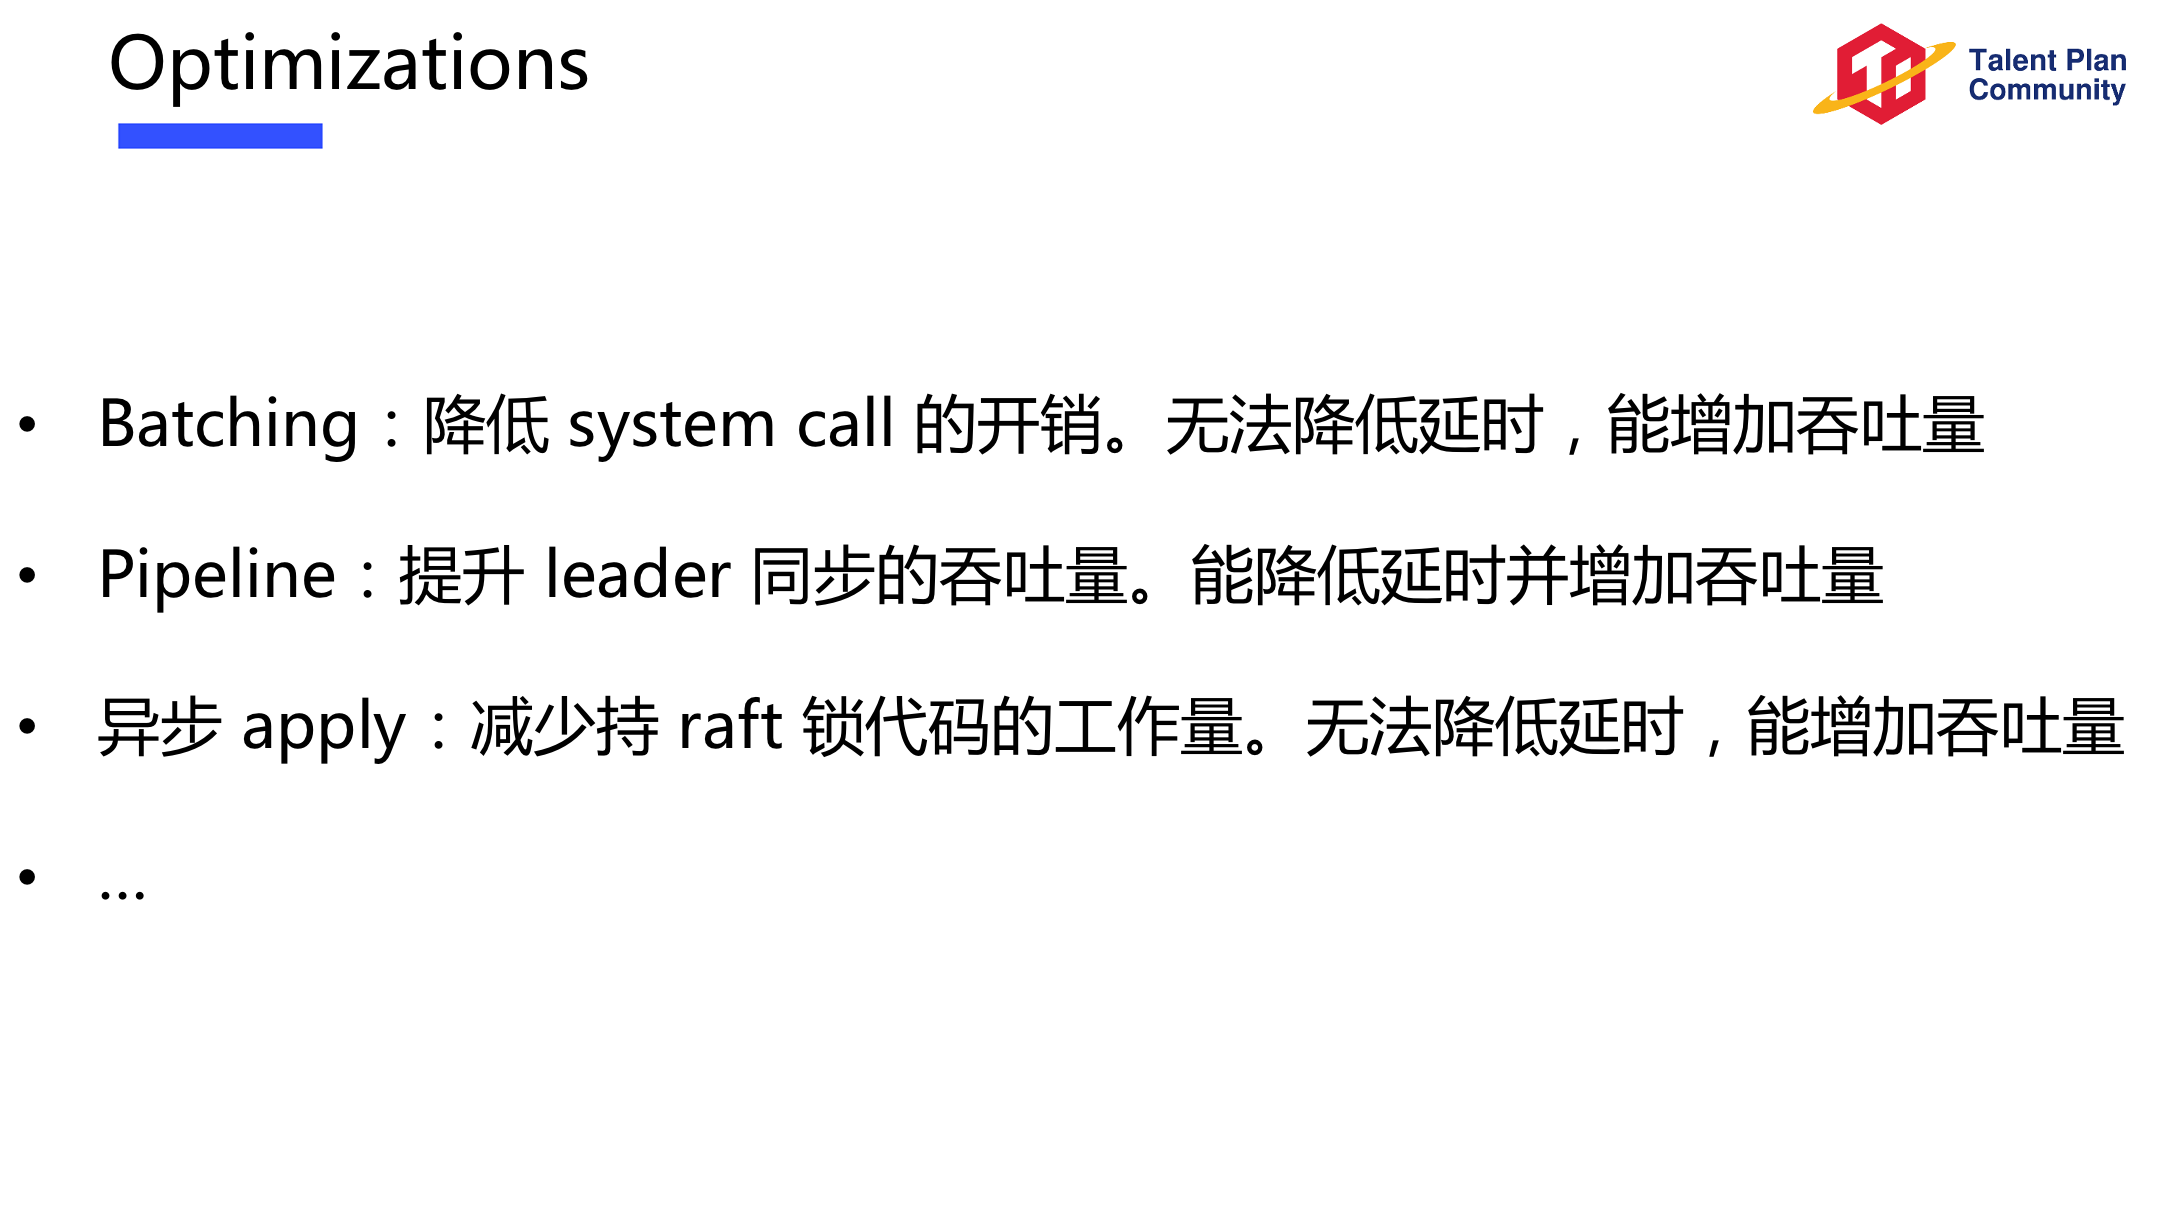 Optimizations
Talent Plan
Community
• Batching：降低 system call 的开销。无法降低延时，能增加吞吐量
• Pipeline：提升 leader 同步的吞吐量。能降低延时并增加吞吐量
• 异步 apply：减少持 raft 锁代码的工作量。无法降低延时，能增加吞吐量
• ...